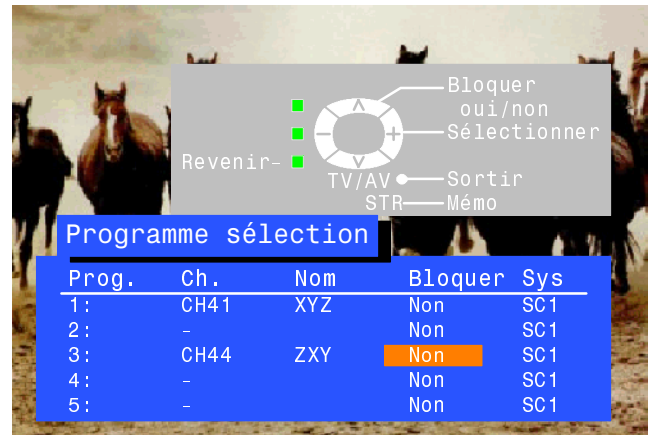 Bloquer
oui/non
Sélectionner
Revenir-
TV/AV Sortir
STR Mémo
Programme sélection
Prog. Ch. Nom Bloquer Sys
1: CH41 XYZ Non SC1
2: - Non SC1
3: CH44 ZXY Non SC1
4: - Non SC1
5: - Non SC1